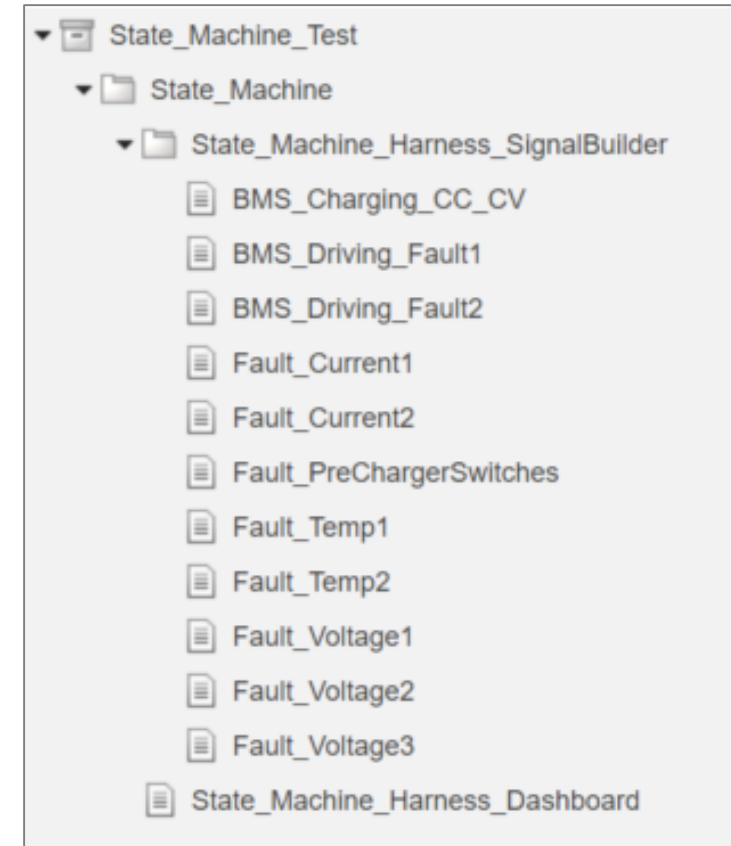 State_Machine_Test
State_Machine
State_Machine_Harness_SignalBuilder
BMS_Charging_CC_CV
BMS_Driving_Fault1
BMS_Driving_Fault2
Fault_Current1
Fault_Current2
Fault_PreChargerSwitches
Fault_Temp1
Fault_Temp2
Fault_Voltage1
Fault_Voltage2
Fault_Voltage3
State_Machine_Harness_Dashboard